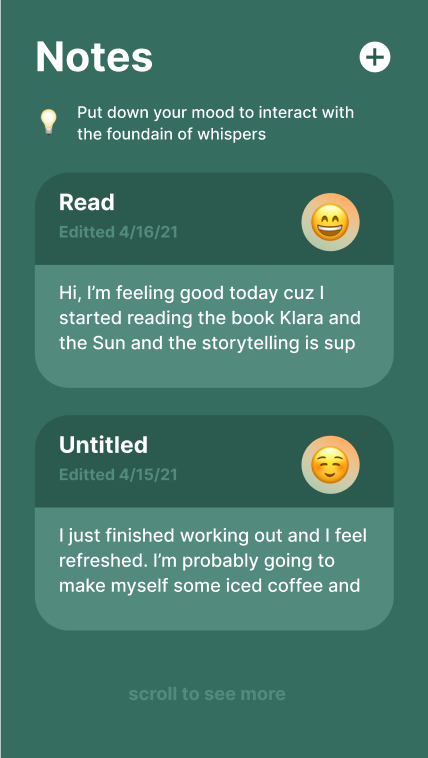 Notes
Put down your mood to interact with
the foundain of whispers
Read
Editted 4/16/21
Hi, I’m feeling good today cuz I
started reading the book Klara and
the Sun and the storytelling is sup
Untitled
Editted 4/15/21
I just finished working out and I feel
refreshed. I’m probably going to
make myself some iced coffee and
scroll to see more